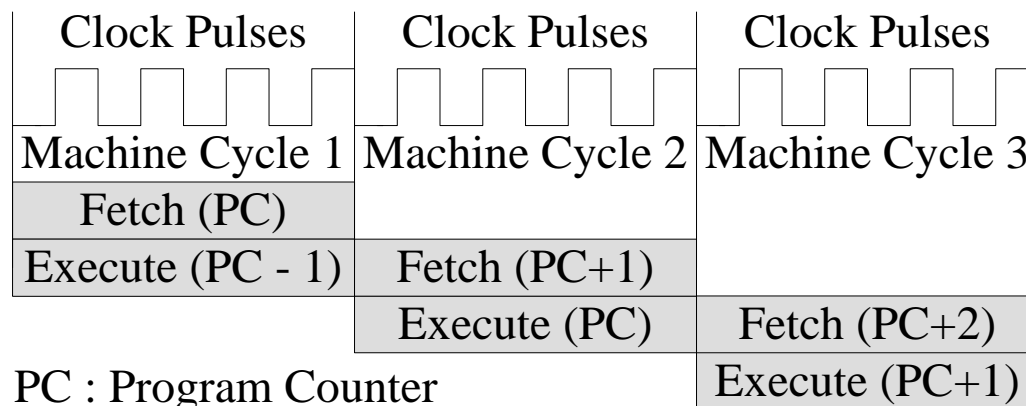 Clock Pulses Clock Pulses Clock Pulses
Machine Cycle 1 Machine Cycle 2 Machine Cycle 3
Fetch (PC)
Execute (PC - 1) Fetch (PC+1)
Execute (PC) Fetch (PC+2)
PC : Program Counter Execute (PC+1)